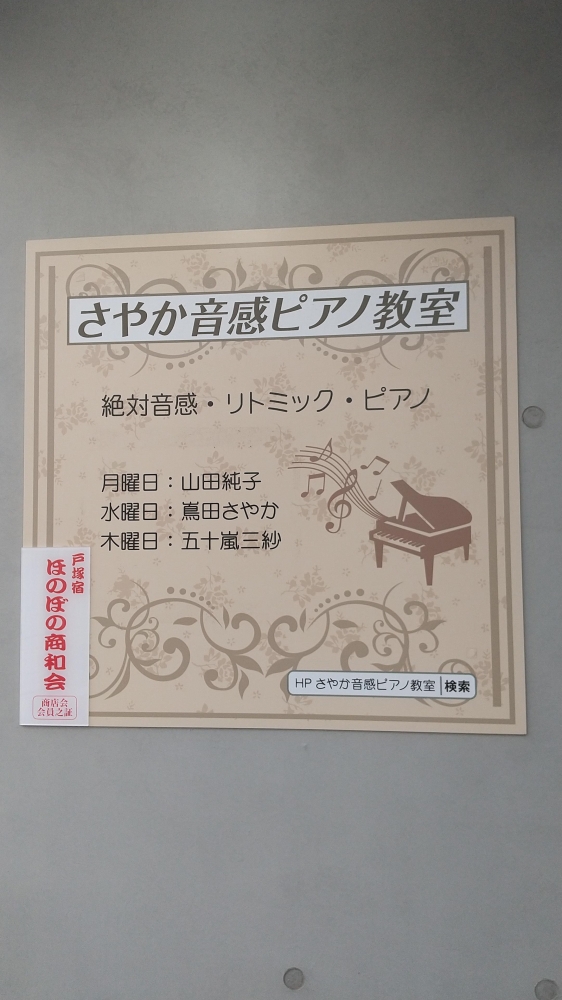 さやか音感ピアノ教室
絶対音感・リトミック・ピアノ
月曜日：山田純子
水曜日：嶌田さやか
木曜日：五十嵐三紗
戸塚宿
ほのぼの商和会
商店会
会員之証
HP さやか音感ピアノ教室 検索